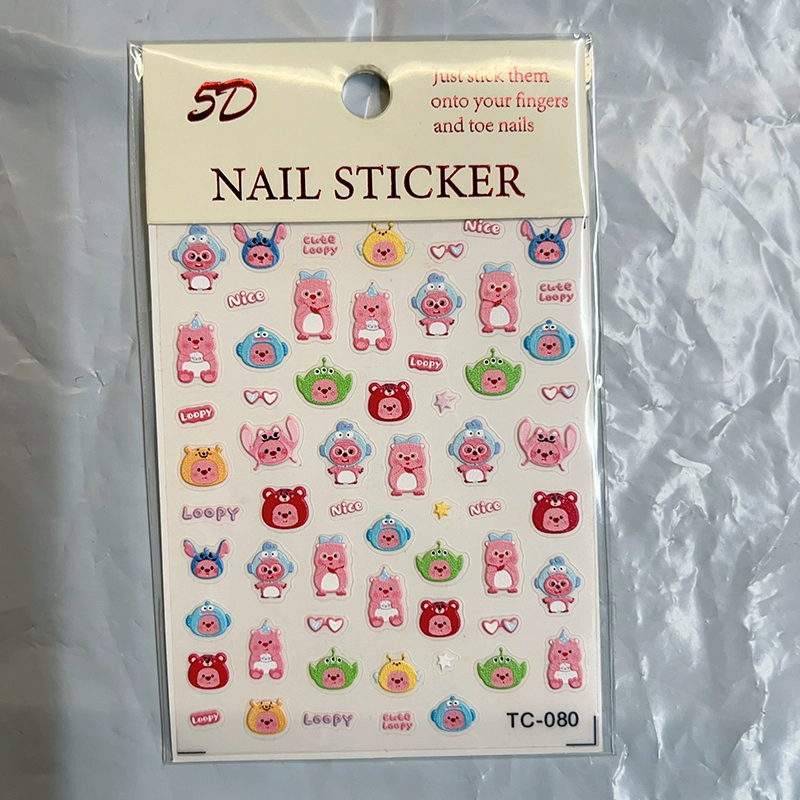 5D
Just stick them
onto your fingers
and toe nails
NAIL STICKER
Nice
Cute
Loopy
Nice
Cute
Loopy
Loopy
Loopy
LOOPY
Nice
Nice
Loopy
LOOPY
Cute
Loopy
TC-080